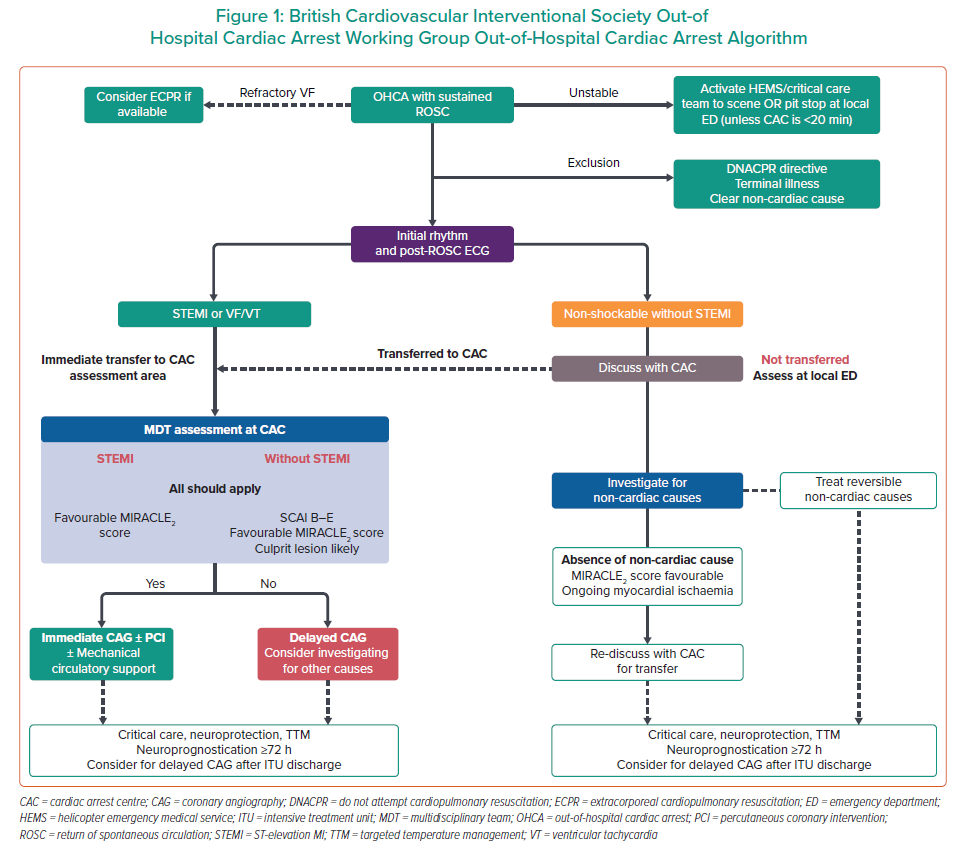 Figure 1: British Cardiovascular Interventional Society Out-of
Hospital Cardiac Arrest Working Group Out-of-Hospital Cardiac Arrest Algorithm
Consider ECPR if
available
Refractory VF
OHCA with sustained
ROSC
Unstable
Activate HEMS/critical care
team to scene OR pit stop at local
ED (unless CAC is <20 min)
Exclusion
DNACPR directive
Terminal illness
Clear non-cardiac cause
Initial rhythm
and post-ROSC ECG
STEMI or VF/VT
Non-shockable without STEMI
Immediate transfer to CAC
assessment area
Transferred to CAC
Discuss with CAC
Not transferred
Assess at local ED
MDT assessment at CAC
STEMI
Without STEMI
All should apply
Favourable MIRACLE₂
score
SCAI B–E
Favourable MIRACLE₂ score
Culprit lesion likely
Investigate for
non-cardiac causes
Treat reversible
non-cardiac causes
Absence of non-cardiac cause
MIRACLE₂ score favourable
Ongoing myocardial ischaemia
Yes
No
Immediate CAG ± PCI
± Mechanical
circulatory support
Delayed CAG
Consider investigating
for other causes
Re-discuss with CAC
for transfer
Critical care, neuroprotection, TTM
Neuroprognostication ≥72 h
Consider for delayed CAG after ITU discharge
Critical care, neuroprotection, TTM
Neuroprognostication ≥72 h
Consider for delayed CAG after ITU discharge
CAC = cardiac arrest centre; CAG = coronary angiography; DNACPR = do not attempt cardiopulmonary resuscitation; ECPR = extracorporeal cardiopulmonary resuscitation; ED = emergency department;
HEMS = helicopter emergency medical service; ITU = intensive treatment unit; MDT = multidisciplinary team; OHCA = out-of-hospital cardiac arrest; PCI = percutaneous coronary intervention;
ROSC = return of spontaneous circulation; STEMI = ST-elevation MI; TTM = targeted temperature management; VT = ventricular tachycardia